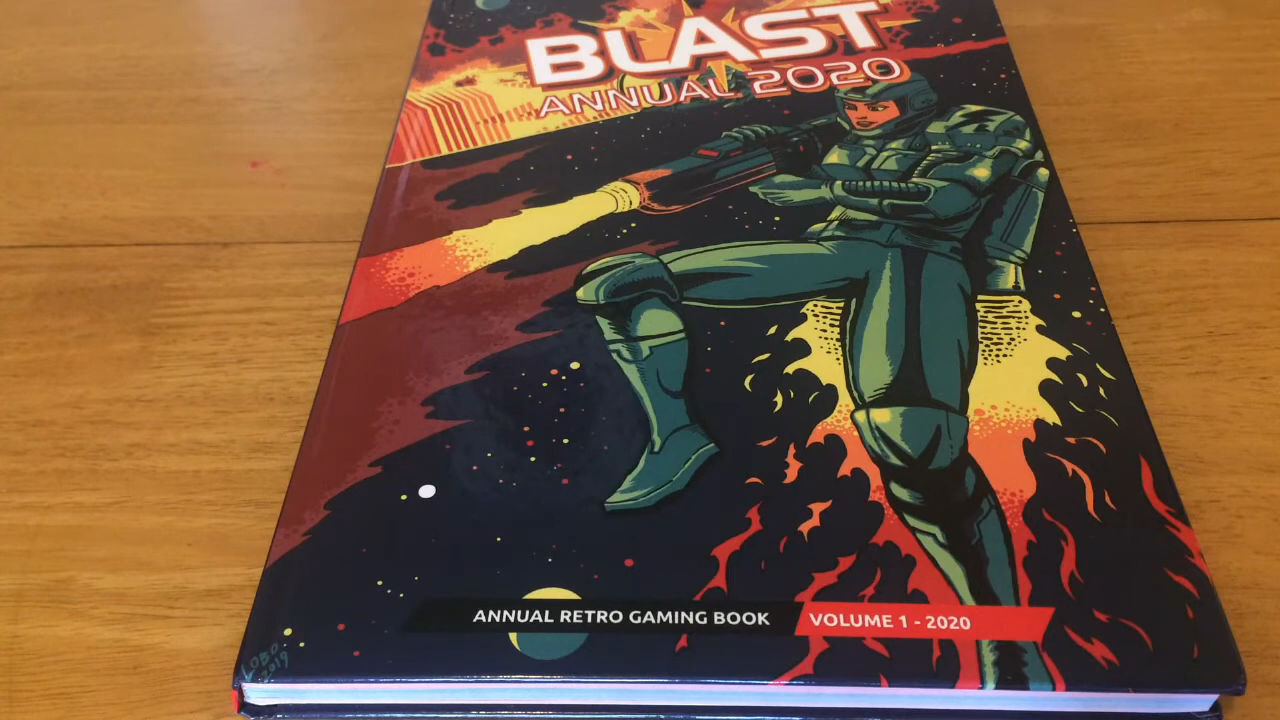 BLAST
ANNUAL 2020
ANNUAL RETRO GAMING BOOK
VOLUME 1 - 2020
LOBO
2019